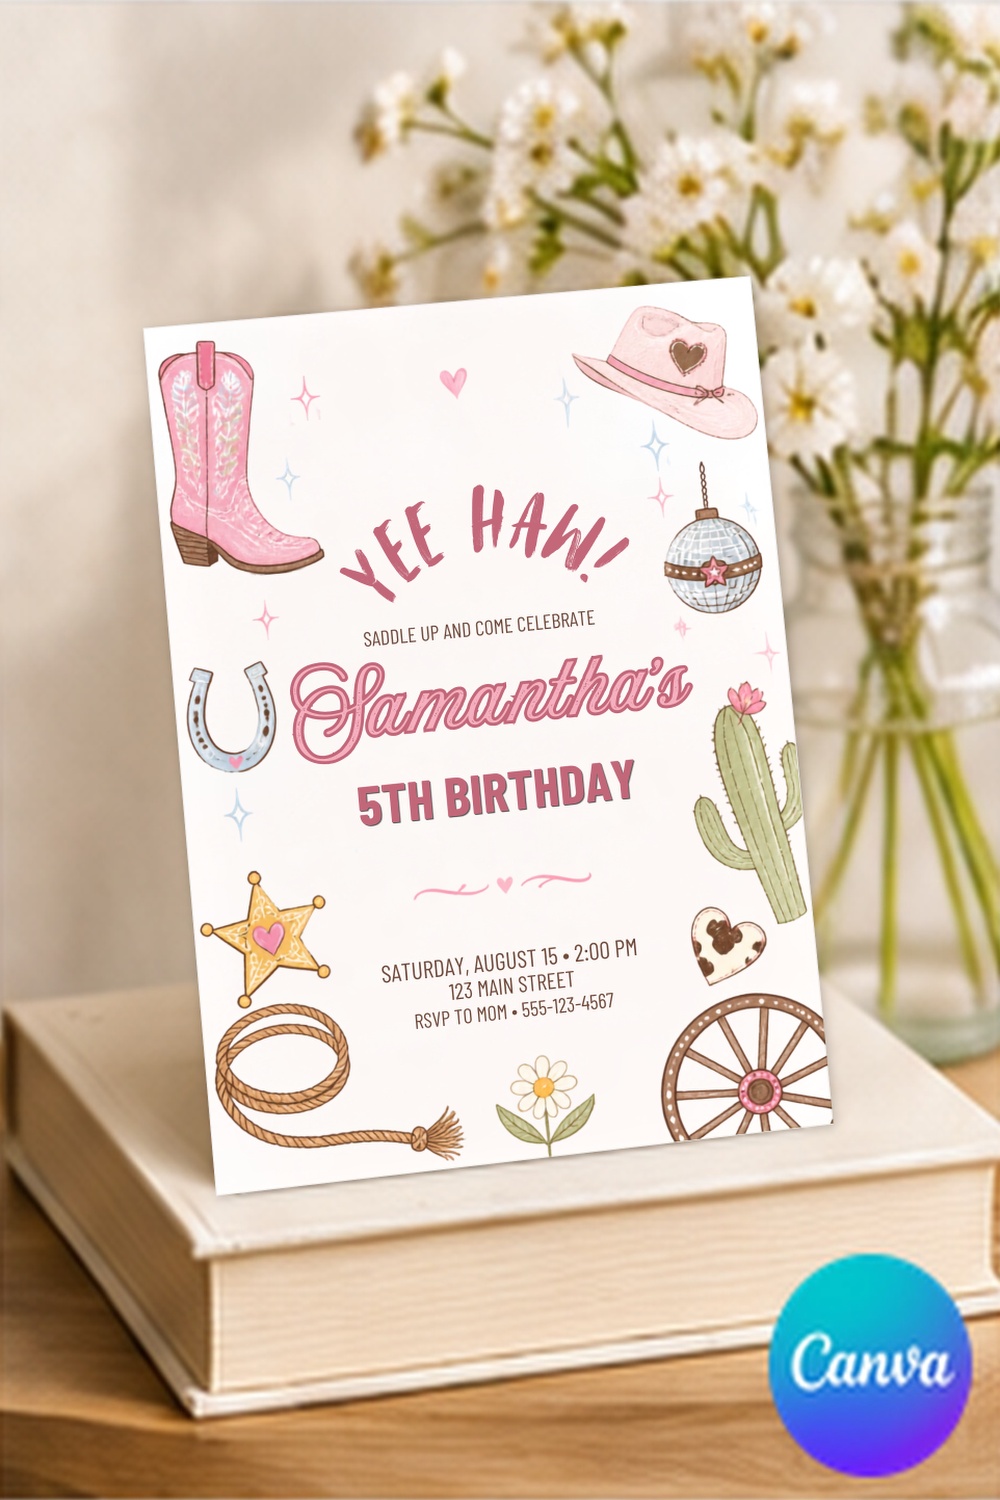 YEE HAW!
SADDLE UP AND COME CELEBRATE
Samantha's
5TH BIRTHDAY
SATURDAY, AUGUST 15 • 2:00 PM
123 MAIN STREET
RSVP TO MOM • 555-123-4567
Canva